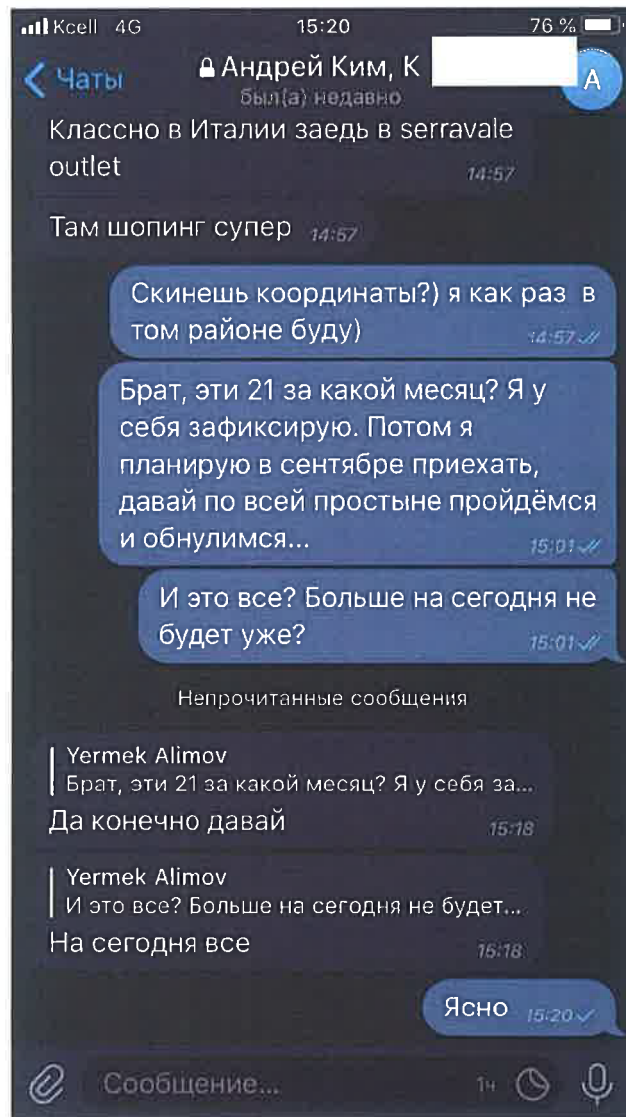 Kcell 4G 15:20 76 %
Чаты
Андрей Ким, К
А
был(а) недавно
Классно в Италии заедь в serravale
outlet
14:57
Там шопинг супер 14:57
Скинешь координаты?) я как раз в
том районе буду)
14:57
Брат, эти 21 за какой месяц? Я у
себя зафиксирую. Потом я
планирую в сентябре приехать,
давай по всей простыне пройдёмся
и обнулимся...
15:01
И это все? Больше на сегодня не
будет уже?
15:01
Непрочитанные сообщения
Yermek Alimov
Брат, эти 21 за какой месяц? Я у себя за...
Да конечно давай
15:18
Yermek Alimov
И это все? Больше на сегодня не будет...
На сегодня все
15:18
Ясно 15:20
Сообщение... 1ч